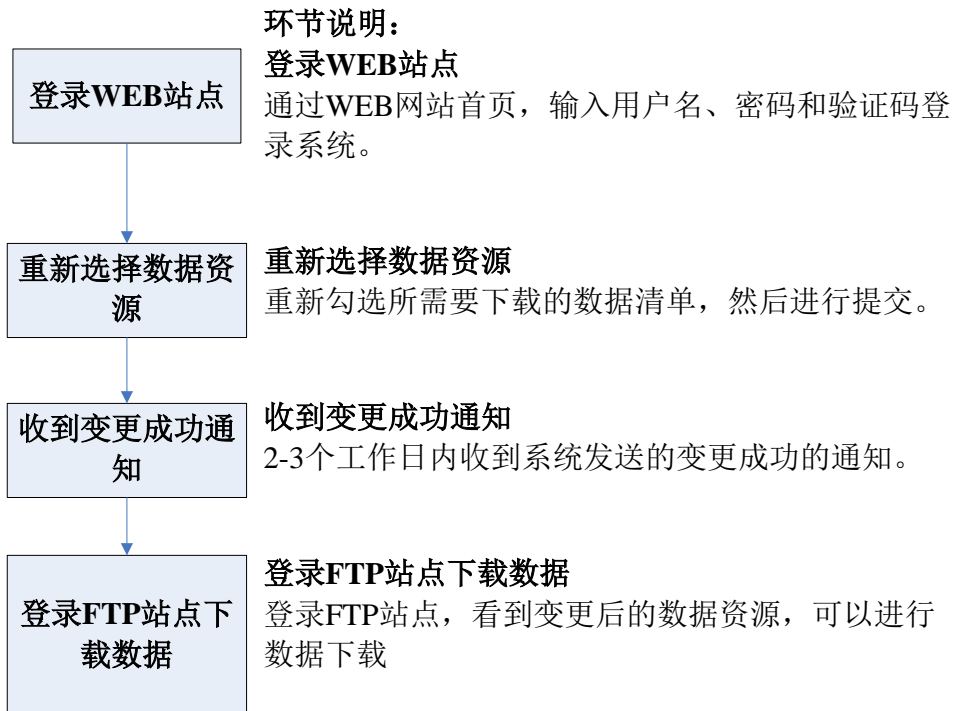 环节说明：
登录WEB站点
登录WEB站点
通过WEB网站首页，输入用户名、密码和验证码登
录系统。
重新选择数据资
源
重新选择数据资源
重新勾选所需要下载的数据清单，然后进行提交。
收到变更成功通
知
收到变更成功通知
2-3个工作日内收到系统发送的变更成功的通知。
登录FTP站点下
载数据
登录FTP站点下载数据
登录FTP站点，看到变更后的数据资源，可以进行
数据下载